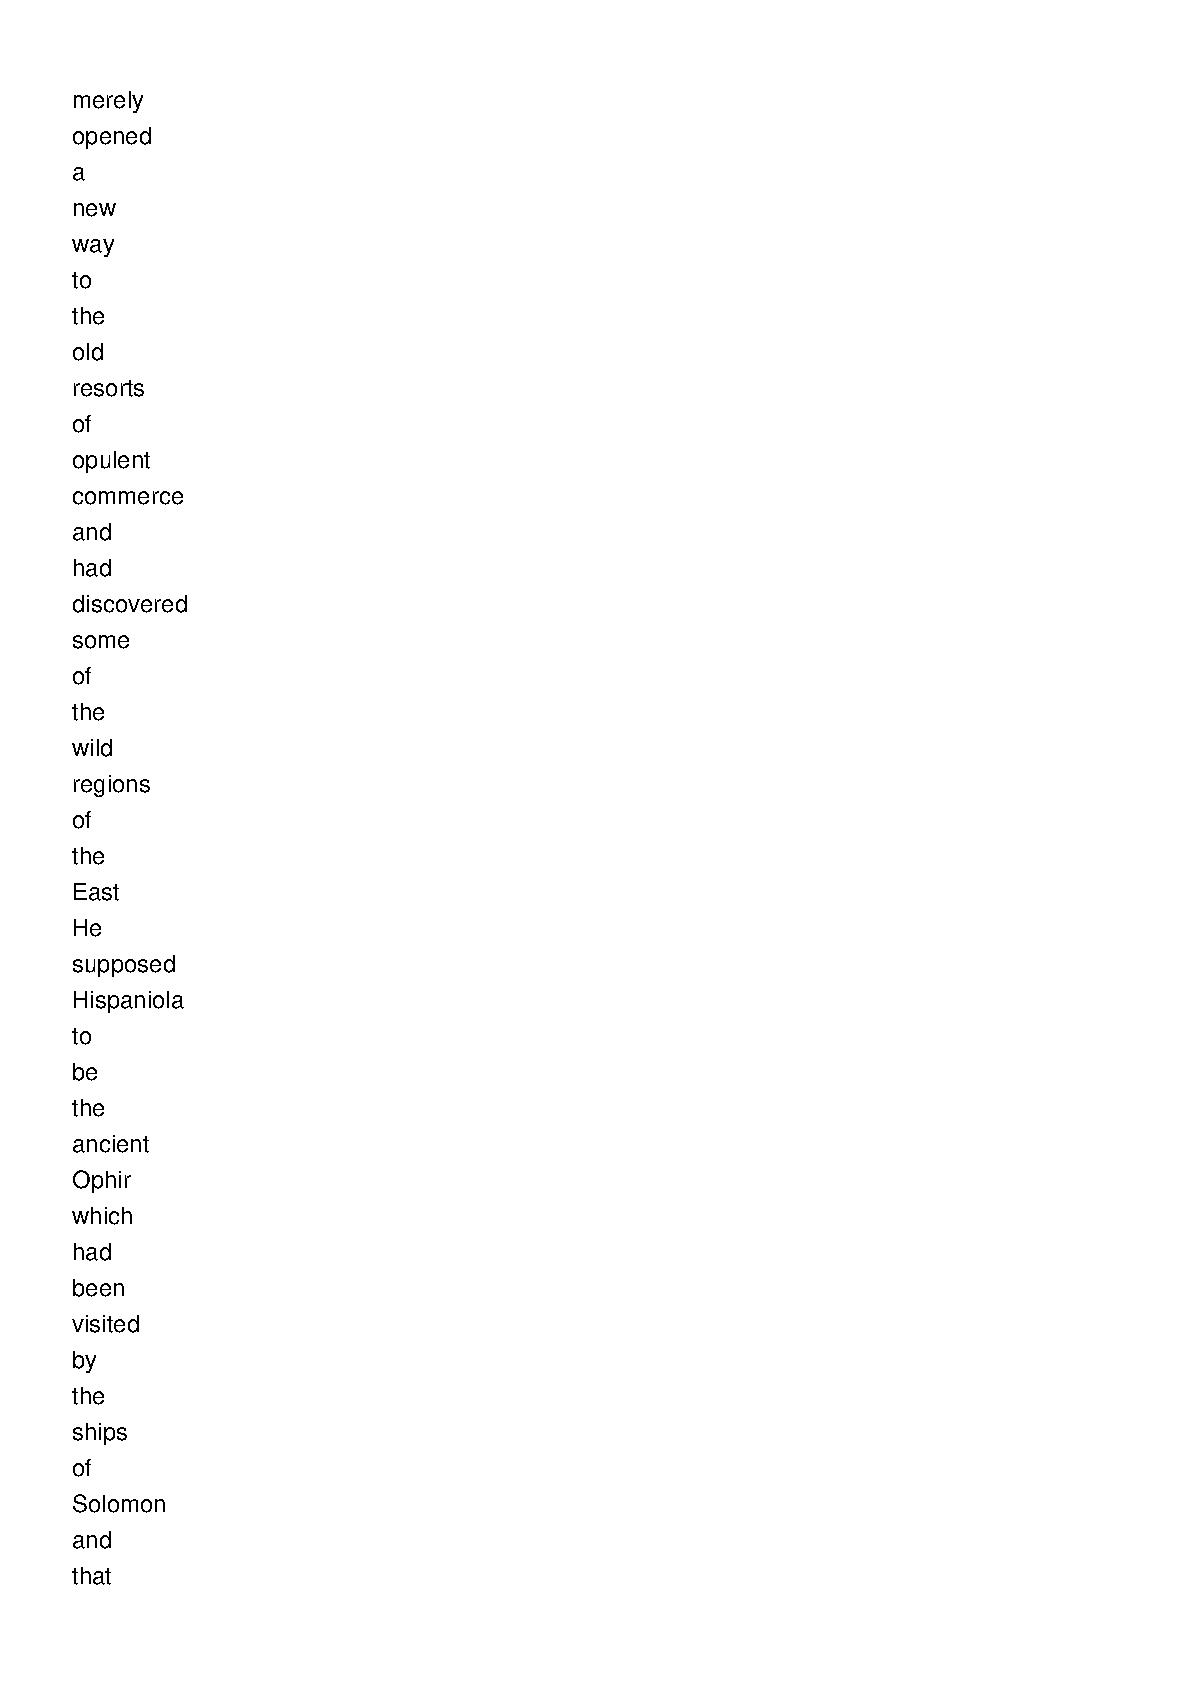 merely
opened
a
new
way
to
the
old
resorts
of
opulent
commerce
and
had
discovered
some
of
the
wild
regions
of
the
East
He
supposed
Hispaniola
to
be
the
ancient
Ophir
which
had
been
visited
by
the
ships
of
Solomon
and
that